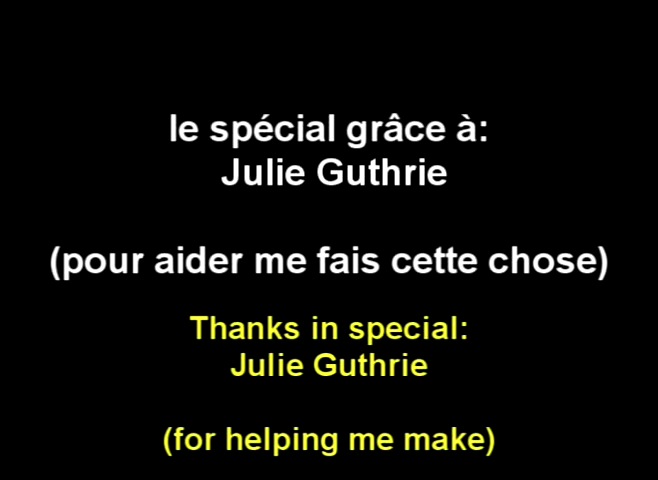 le spécial grâce à:
Julie Guthrie
(pour aider me fais cette chose)
Thanks in special:
Julie Guthrie
(for helping me make)